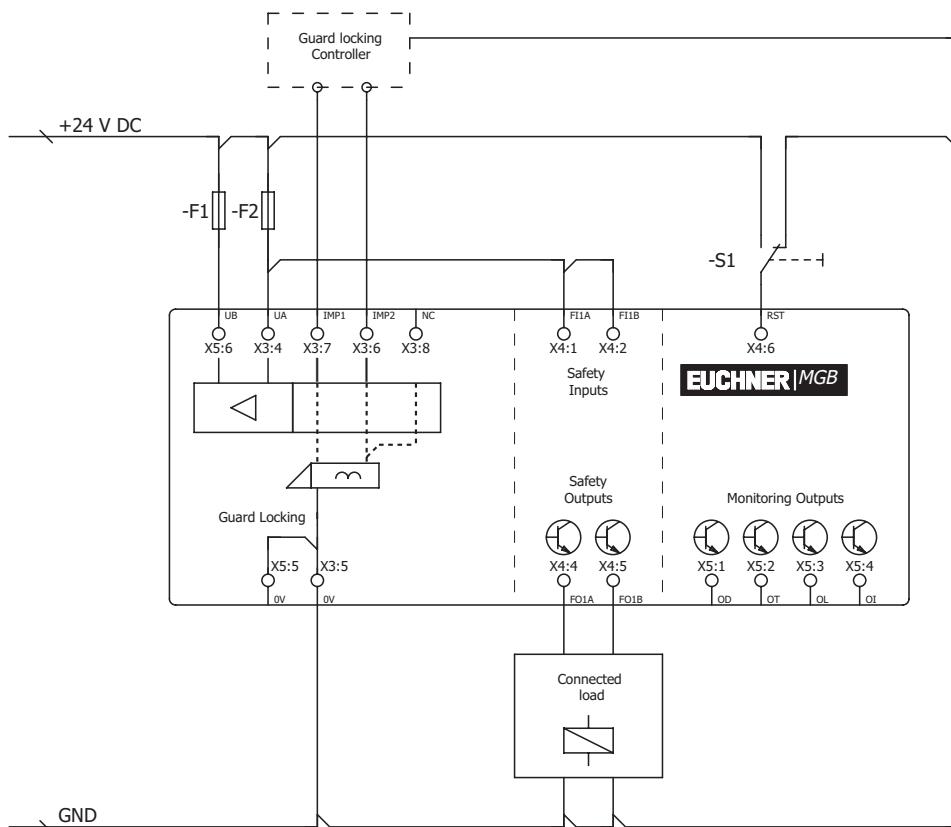 Guard locking
Controller
+24 V DC
-F1
-F2
-S1
UB
UA
IMP1
IMP2
NC
FI1A
FI1B
RST
X5:6
X3:4
X3:7
X3:6
X3:8
X4:1
X4:2
X4:6
Safety
Inputs
EUCHNER MGB
Safety
Outputs
Guard Locking
Monitoring Outputs
X5:5
X3:5
X4:4
X4:5
X5:1
X5:2
X5:3
X5:4
0V
0V
FO1A
FO1B
OD
OT
OL
OI
Connected
load
GND